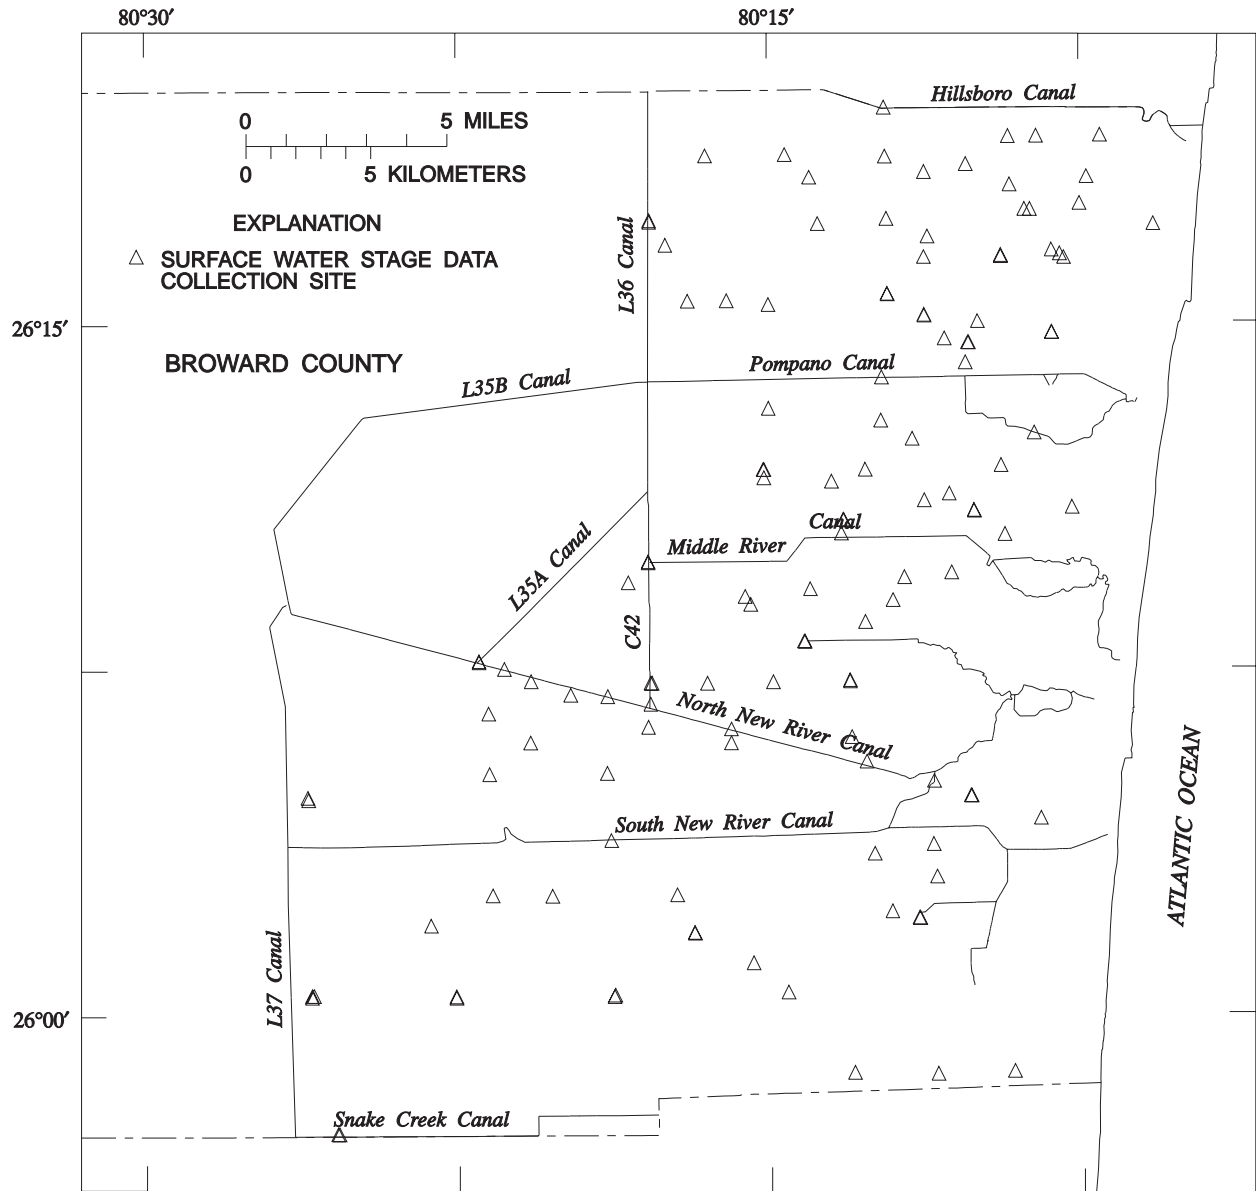 80°30′
80°15′
Hillsboro Canal
0 5 MILES
0 5 KILOMETERS
EXPLANATION
SURFACE WATER STAGE DATA
COLLECTION SITE
L36 Canal
26°15′
BROWARD COUNTY
Pompano Canal
L35B Canal
Canal
Middle River
L35A Canal
C42
North New River Canal
ATLANTIC OCEAN
South New River Canal
L37 Canal
26°00′
Snake Creek Canal